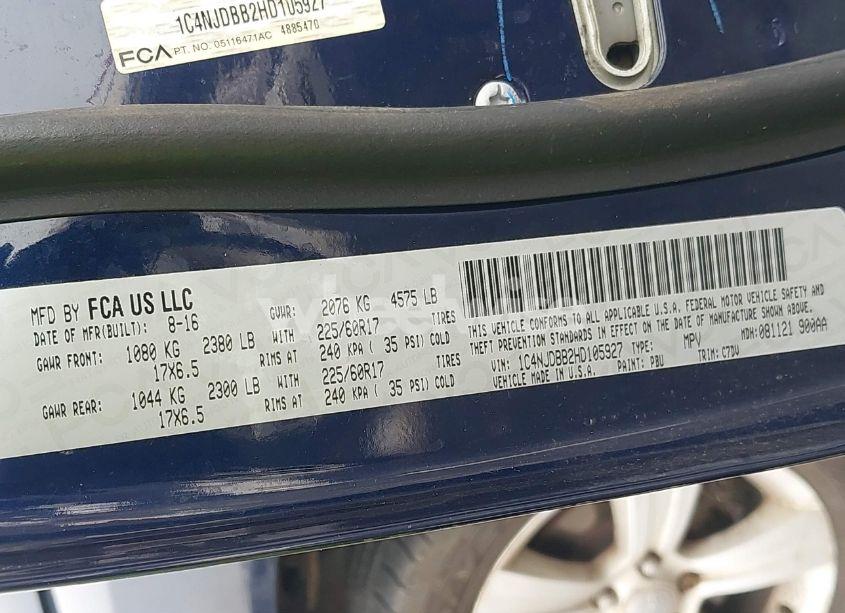 1C4NJDBB2HD105927
FCA PT. NO. 05116471AC 4885470
MFD BY FCA US LLC
DATE OF MFR(BUILT): 8-16 GVWR: 2076 KG 4575 LB
GAWR FRONT: 1080 KG 2380 LB WITH 225/60R17 TIRES
17X6.5 RIMS AT 240 KPA ( 35 PSI) COLD
GAWR REAR: 1044 KG 2300 LB WITH 225/60R17 TIRES
17X6.5 RIMS AT 240 KPA ( 35 PSI) COLD
THIS VEHICLE CONFORMS TO ALL APPLICABLE U.S.A. FEDERAL MOTOR VEHICLE SAFETY AND
THEFT PREVENTION STANDARDS IN EFFECT ON THE DATE OF MANUFACTURE SHOWN ABOVE.
VIN: 1C4NJDBB2HD105927 TYPE: MPV MDH: 081121 900AA
VEHICLE MADE IN U.S.A. PAINT: PBU TRIM: C7DV